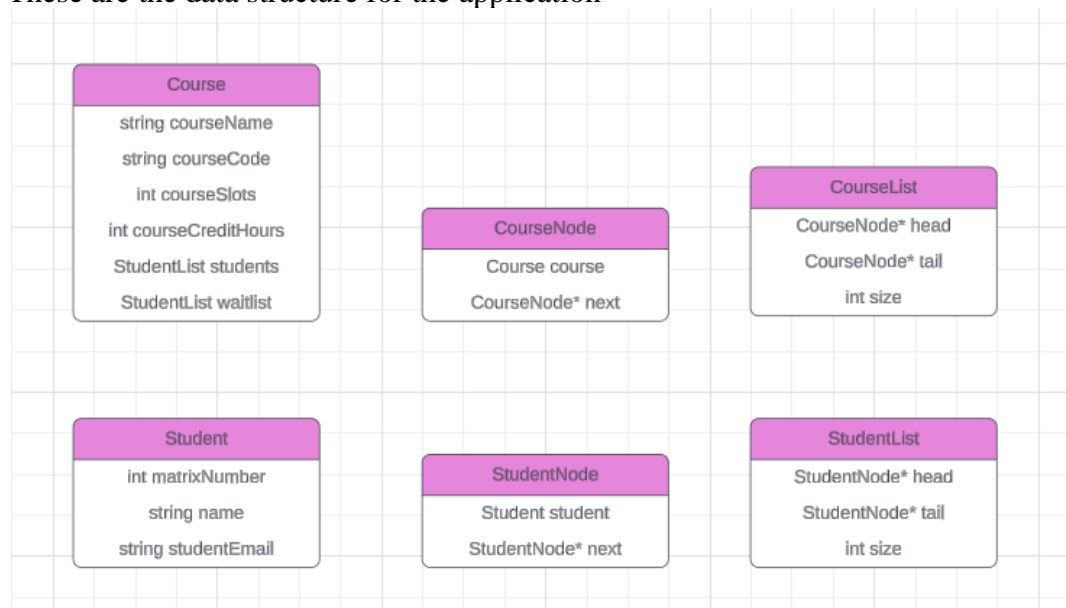 These are the data structure for the application
Course
string courseName
string courseCode
int courseSlots
int courseCreditHours
StudentList students
StudentList waitlist
CourseNode
Course course
CourseNode* next
CourseList
CourseNode* head
CourseNode* tail
int size
Student
int matrixNumber
string name
string studentEmail
StudentNode
Student student
StudentNode* next
StudentList
StudentNode* head
StudentNode* tail
int size